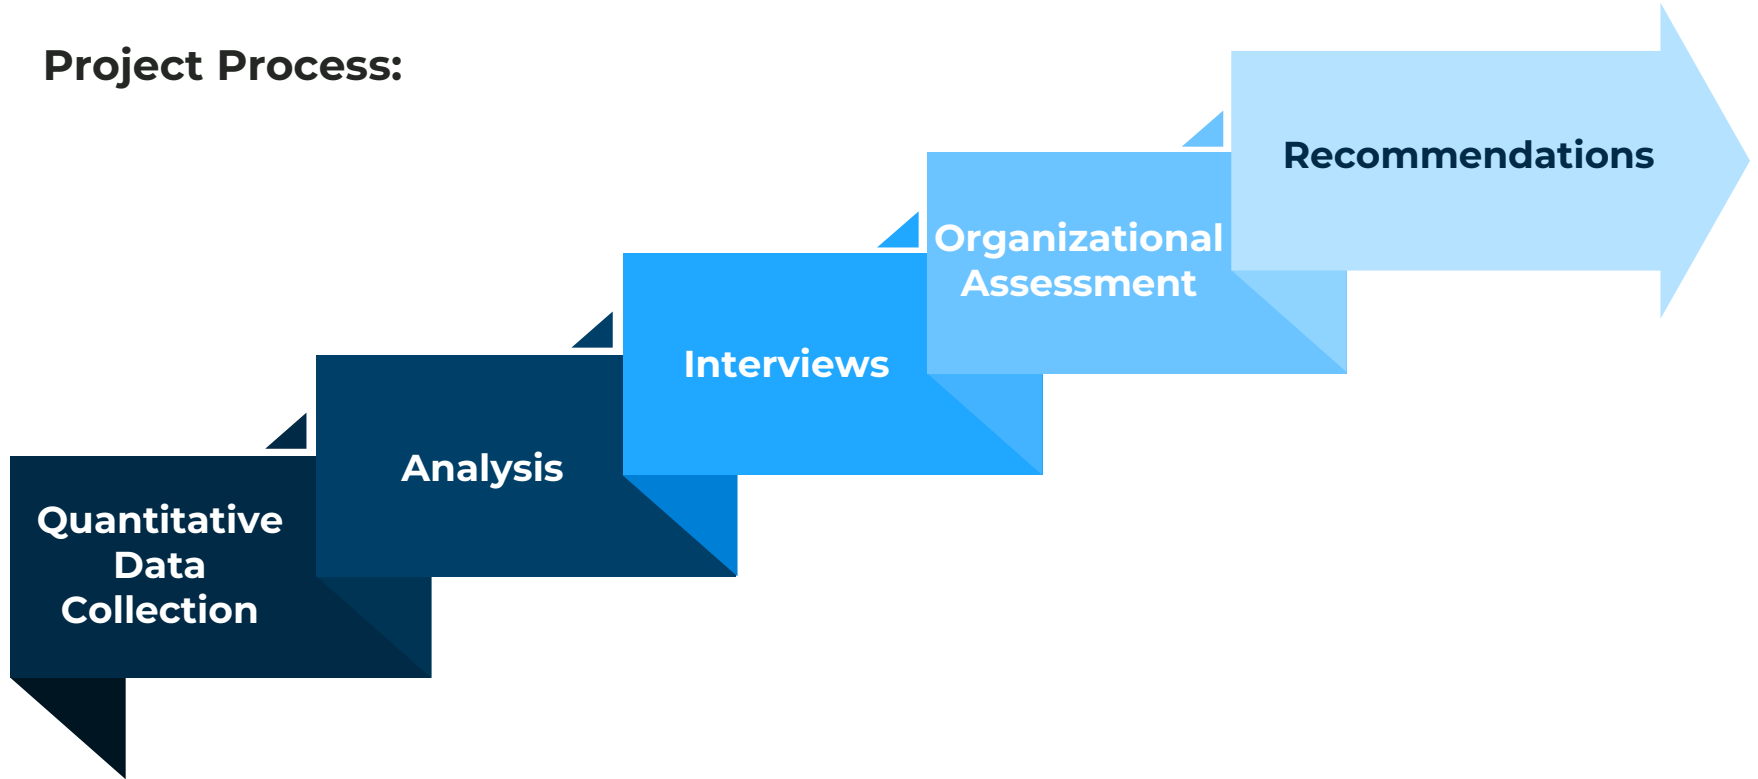 Project Process:
Quantitative
Data
Collection
Analysis
Interviews
Organizational
Assessment
Recommendations